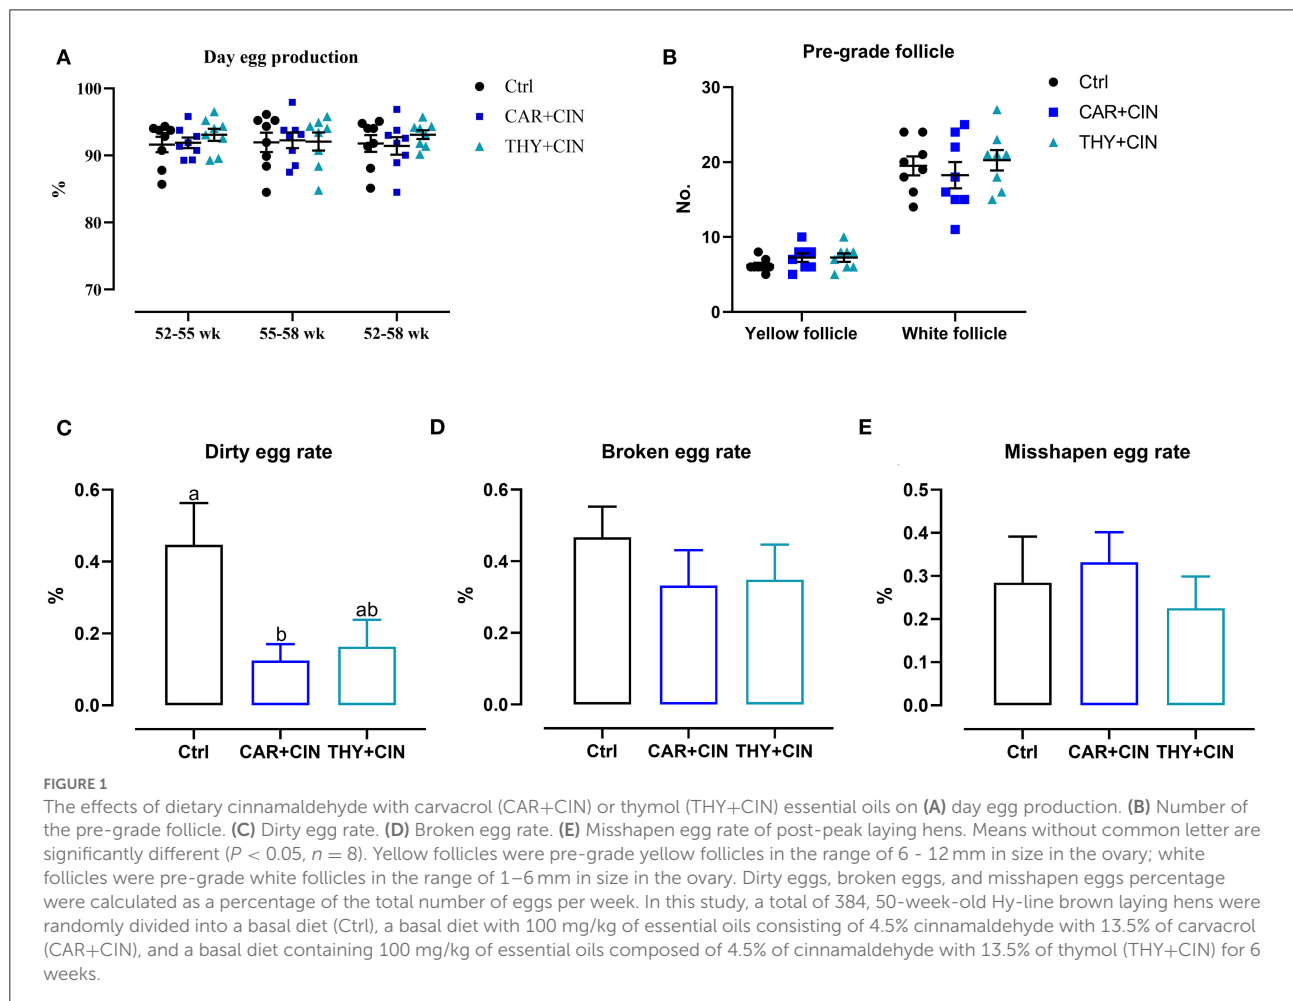 A
Day egg production
100
90
80
70
%
52-55 wk
55-58 wk
52-58 wk
Ctrl
CAR+CIN
THY+CIN
B
Pre-grade follicle
30
20
10
0
No.
Yellow follicle
White follicle
Ctrl
CAR+CIN
THY+CIN
C
Dirty egg rate
0.6
0.4
0.2
0.0
%
a
b
ab
Ctrl
CAR+CIN
THY+CIN
D
Broken egg rate
0.6
0.4
0.2
0.0
%
Ctrl
CAR+CIN
THY+CIN
E
Misshapen egg rate
0.5
0.4
0.3
0.2
0.1
0.0
%
Ctrl
CAR+CIN
THY+CIN
FIGURE 1
The effects of dietary cinnamaldehyde with carvacrol (CAR+CIN) or thymol (THY+CIN) essential oils on (A) day egg production. (B) Number of
the pre-grade follicle. (C) Dirty egg rate. (D) Broken egg rate. (E) Misshapen egg rate of post-peak laying hens. Means without common letter are
significantly different (P < 0.05, n = 8). Yellow follicles were pre-grade yellow follicles in the range of 6 - 12 mm in size in the ovary; white
follicles were pre-grade white follicles in the range of 1–6 mm in size in the ovary. Dirty eggs, broken eggs, and misshapen eggs percentage
were calculated as a percentage of the total number of eggs per week. In this study, a total of 384, 50-week-old Hy-line brown laying hens were
randomly divided into a basal diet (Ctrl), a basal diet with 100 mg/kg of essential oils consisting of 4.5% cinnamaldehyde with 13.5% of carvacrol
(CAR+CIN), and a basal diet containing 100 mg/kg of essential oils composed of 4.5% of cinnamaldehyde with 13.5% of thymol (THY+CIN) for 6
weeks.